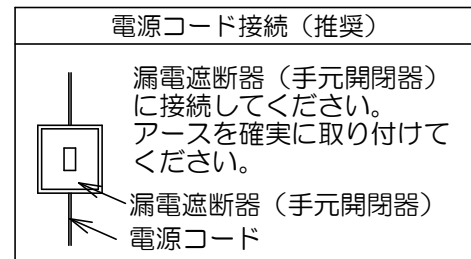 電源コード接続（推奨）
漏電遮断器（手元開閉器）
に接続してください。
アースを確実に取り付けて
ください。
漏電遮断器（手元開閉器）
電源コード